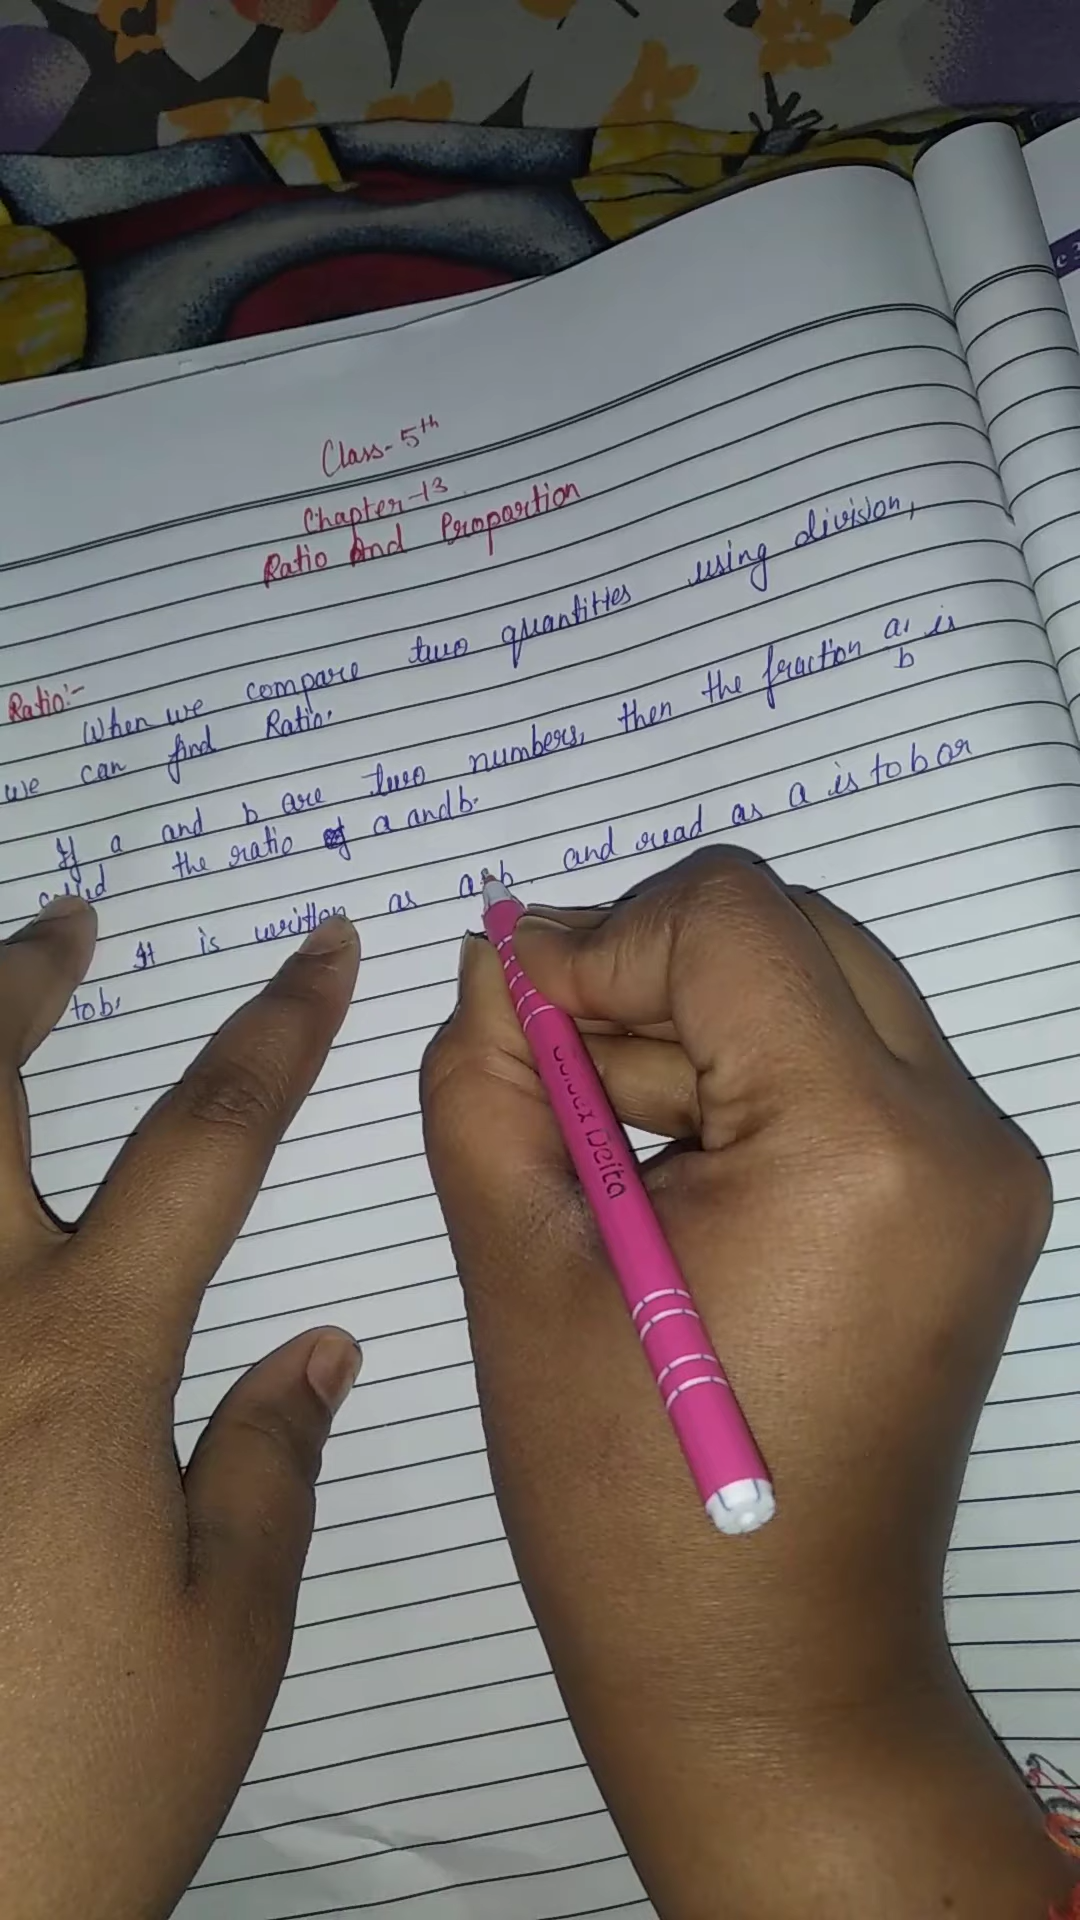 Class-5th
Chapter-13
Ratio And Proportion
Ratio:-
When we compare two quantities using division,
we can find Ratio.
If a and b are two numbers, then the fraction a/b is
called the ratio of a and b.
It is written as a:b and read as a is to b or
to b.
Delta